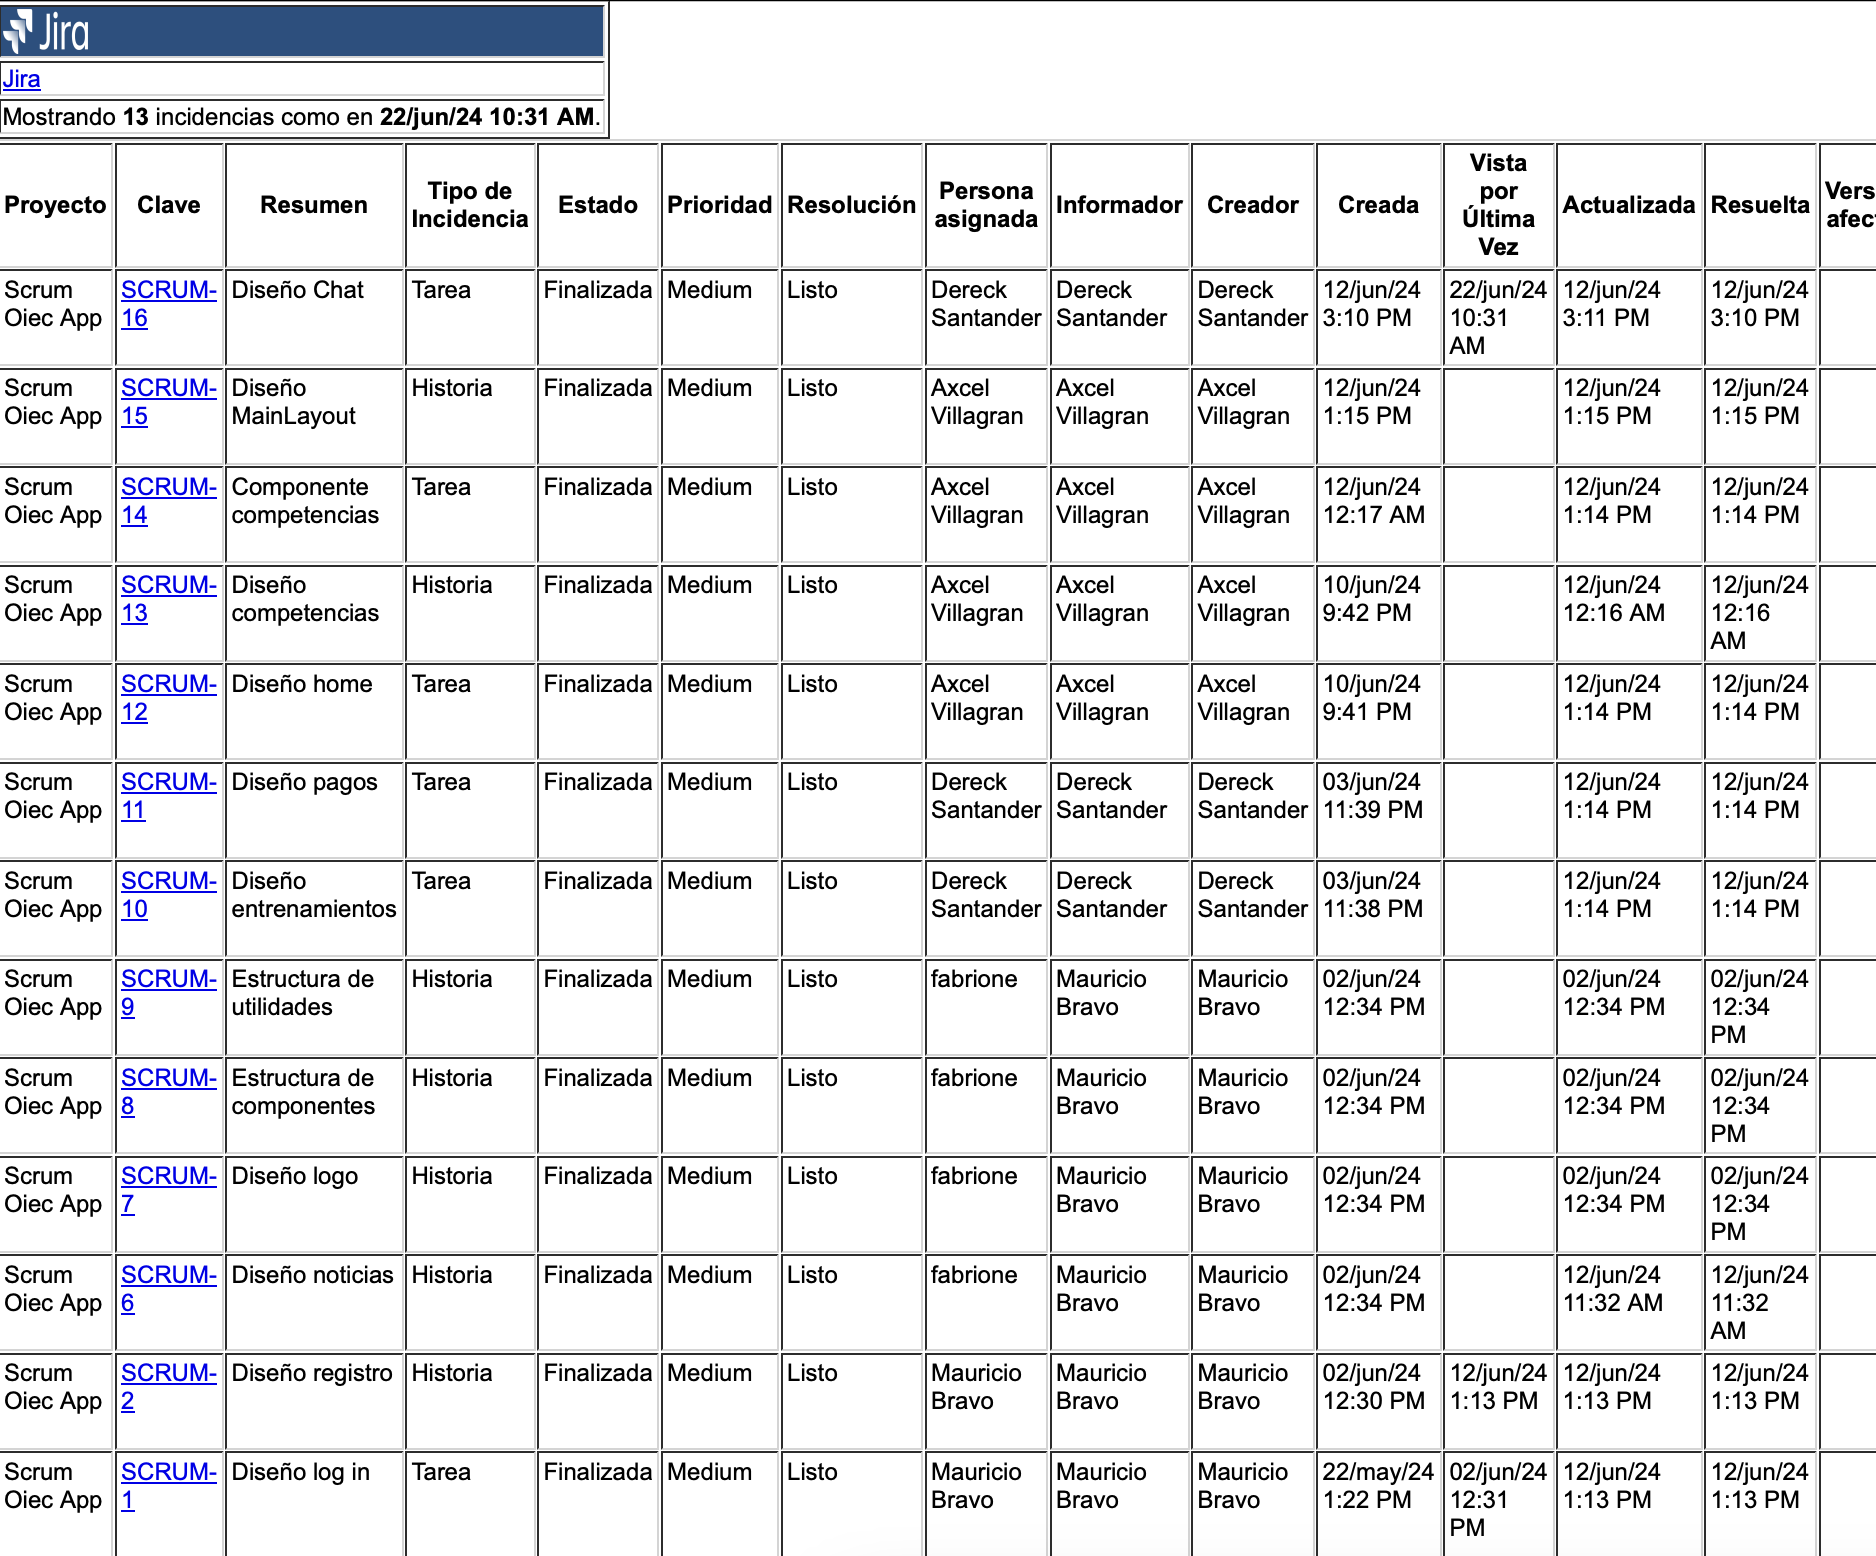 Jira
Jira
Mostrando 13 incidencias como en 22/jun/24 10:31 AM.
Proyecto Clave Resumen Tipo de Incidencia Estado Prioridad Resolución Persona asignada Informador Creador Creada Vista por Última Vez Actualizada Resuelta
Scrum Oiec App SCRUM-16 Diseño Chat Tarea Finalizada Medium Listo Dereck Santander Dereck Santander Dereck Santander 12/jun/24 3:10 PM 22/jun/24 10:31 AM 12/jun/24 3:11 PM 12/jun/24 3:10 PM
Scrum Oiec App SCRUM-15 Diseño MainLayout Historia Finalizada Medium Listo Axcel Villagran Axcel Villagran Axcel Villagran 12/jun/24 1:15 PM 12/jun/24 1:15 PM 12/jun/24 1:15 PM
Scrum Oiec App SCRUM-14 Componente competencias Tarea Finalizada Medium Listo Axcel Villagran Axcel Villagran Axcel Villagran 12/jun/24 12:17 AM 12/jun/24 1:14 PM 12/jun/24 1:14 PM
Scrum Oiec App SCRUM-13 Diseño competencias Historia Finalizada Medium Listo Axcel Villagran Axcel Villagran Axcel Villagran 10/jun/24 9:42 PM 12/jun/24 12:16 AM 12/jun/24 12:16 AM
Scrum Oiec App SCRUM-12 Diseño home Tarea Finalizada Medium Listo Axcel Villagran Axcel Villagran Axcel Villagran 10/jun/24 9:41 PM 12/jun/24 1:14 PM 12/jun/24 1:14 PM
Scrum Oiec App SCRUM-11 Diseño pagos Tarea Finalizada Medium Listo Dereck Santander Dereck Santander Dereck Santander 03/jun/24 11:39 PM 12/jun/24 1:14 PM 12/jun/24 1:14 PM
Scrum Oiec App SCRUM-10 Diseño entrenamientos Tarea Finalizada Medium Listo Dereck Santander Dereck Santander Dereck Santander 03/jun/24 11:38 PM 12/jun/24 1:14 PM 12/jun/24 1:14 PM
Scrum Oiec App SCRUM-9 Estructura de utilidades Historia Finalizada Medium Listo fabrione Mauricio Bravo Mauricio Bravo 02/jun/24 12:34 PM 02/jun/24 12:34 PM 02/jun/24 12:34 PM
Scrum Oiec App SCRUM-8 Estructura de componentes Historia Finalizada Medium Listo fabrione Mauricio Bravo Mauricio Bravo 02/jun/24 12:34 PM 02/jun/24 12:34 PM 02/jun/24 12:34 PM
Scrum Oiec App SCRUM-7 Diseño logo Historia Finalizada Medium Listo fabrione Mauricio Bravo Mauricio Bravo 02/jun/24 12:34 PM 02/jun/24 12:34 PM 02/jun/24 12:34 PM
Scrum Oiec App SCRUM-6 Diseño noticias Historia Finalizada Medium Listo fabrione Mauricio Bravo Mauricio Bravo 02/jun/24 12:34 PM 12/jun/24 11:32 AM 12/jun/24 11:32 AM
Scrum Oiec App SCRUM-2 Diseño registro Historia Finalizada Medium Listo Mauricio Bravo Mauricio Bravo Mauricio Bravo 02/jun/24 12:30 PM 12/jun/24 1:13 PM 12/jun/24 1:13 PM 12/jun/24 1:13 PM
Scrum Oiec App SCRUM-1 Diseño log in Tarea Finalizada Medium Listo Mauricio Bravo Mauricio Bravo Mauricio Bravo 22/may/24 1:22 PM 02/jun/24 12:31 PM 12/jun/24 1:13 PM 12/jun/24 1:13 PM